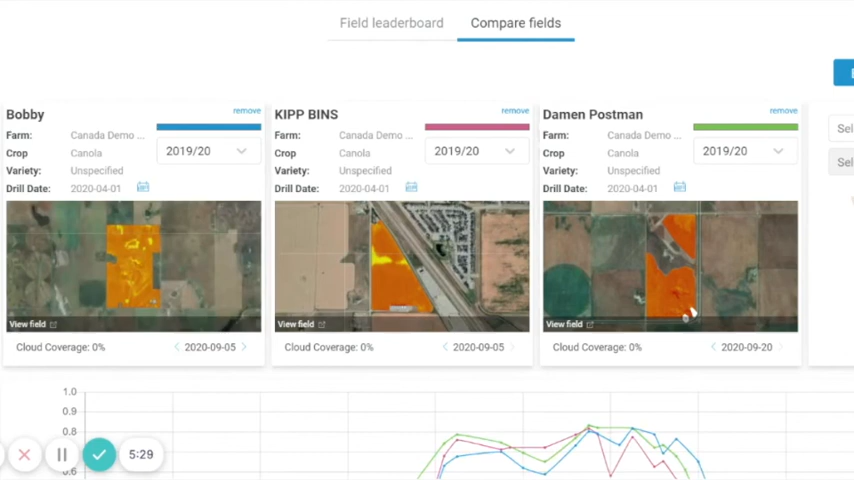 Field leaderboard
Compare fields
Bobby
remove
Farm: Canada Demo ...
Crop Canola
2019/20
Variety: Unspecified
Drill Date: 2020-04-01
View field
Cloud Coverage: 0%
2020-09-05
KIPP BINS
remove
Farm: Canada Demo ...
Crop Canola
2019/20
Variety: Unspecified
Drill Date: 2020-04-01
View field
Cloud Coverage: 0%
2020-09-05
Damen Postman
remove
Farm: Canada Demo ...
Crop Canola
2019/20
Variety: Unspecified
Drill Date: 2020-04-01
View field
Cloud Coverage: 0%
2020-09-20
Sel
Sel
1.0
0.9
0.8
0.6
5:29